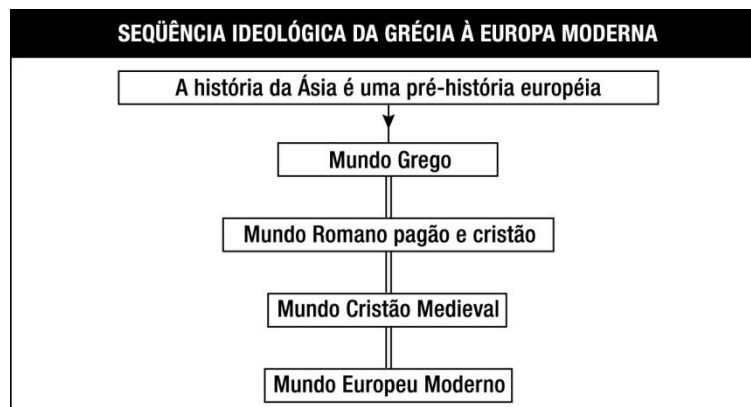 SEQÜÊNCIA IDEOLÓGICA DA GRÉCIA À EUROPA MODERNA
A história da Ásia é uma pré-história européia
Mundo Grego
Mundo Romano pagão e cristão
Mundo Cristão Medieval
Mundo Europeu Moderno